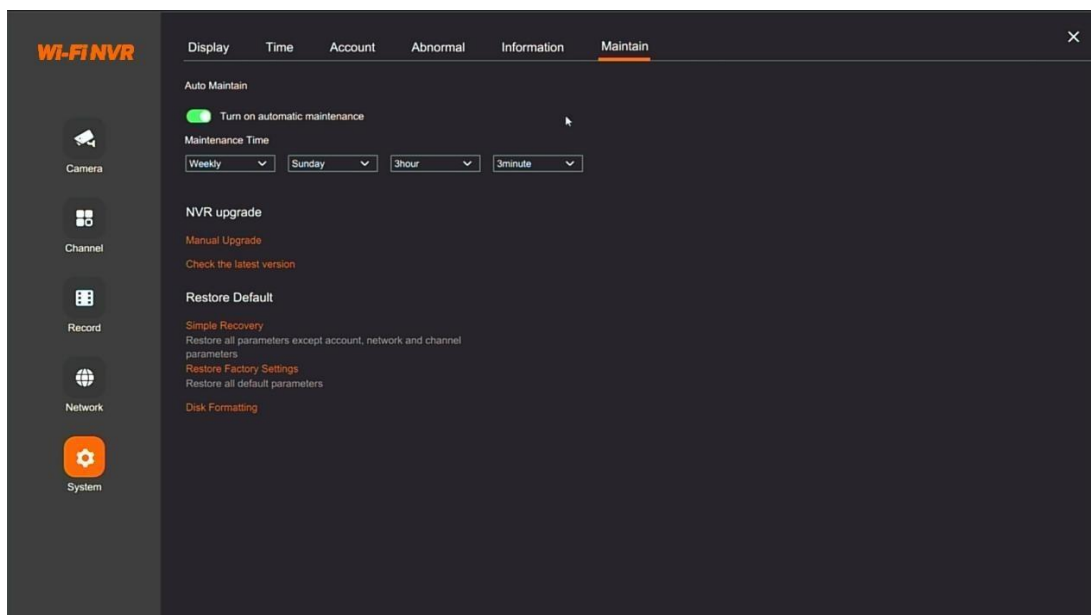 Wi-Fi NVR
Display Time Account Abnormal Information Maintain
Auto Maintain
Turn on automatic maintenance
Maintenance Time
Weekly Sunday 3hour 3minute
NVR upgrade
Manual Upgrade
Check the latest version
Restore Default
Simple Recovery
Restore all parameters except account, network and channel
parameters
Restore Factory Settings
Restore all default parameters
Disk Formatting
Camera
Channel
Record
Network
System